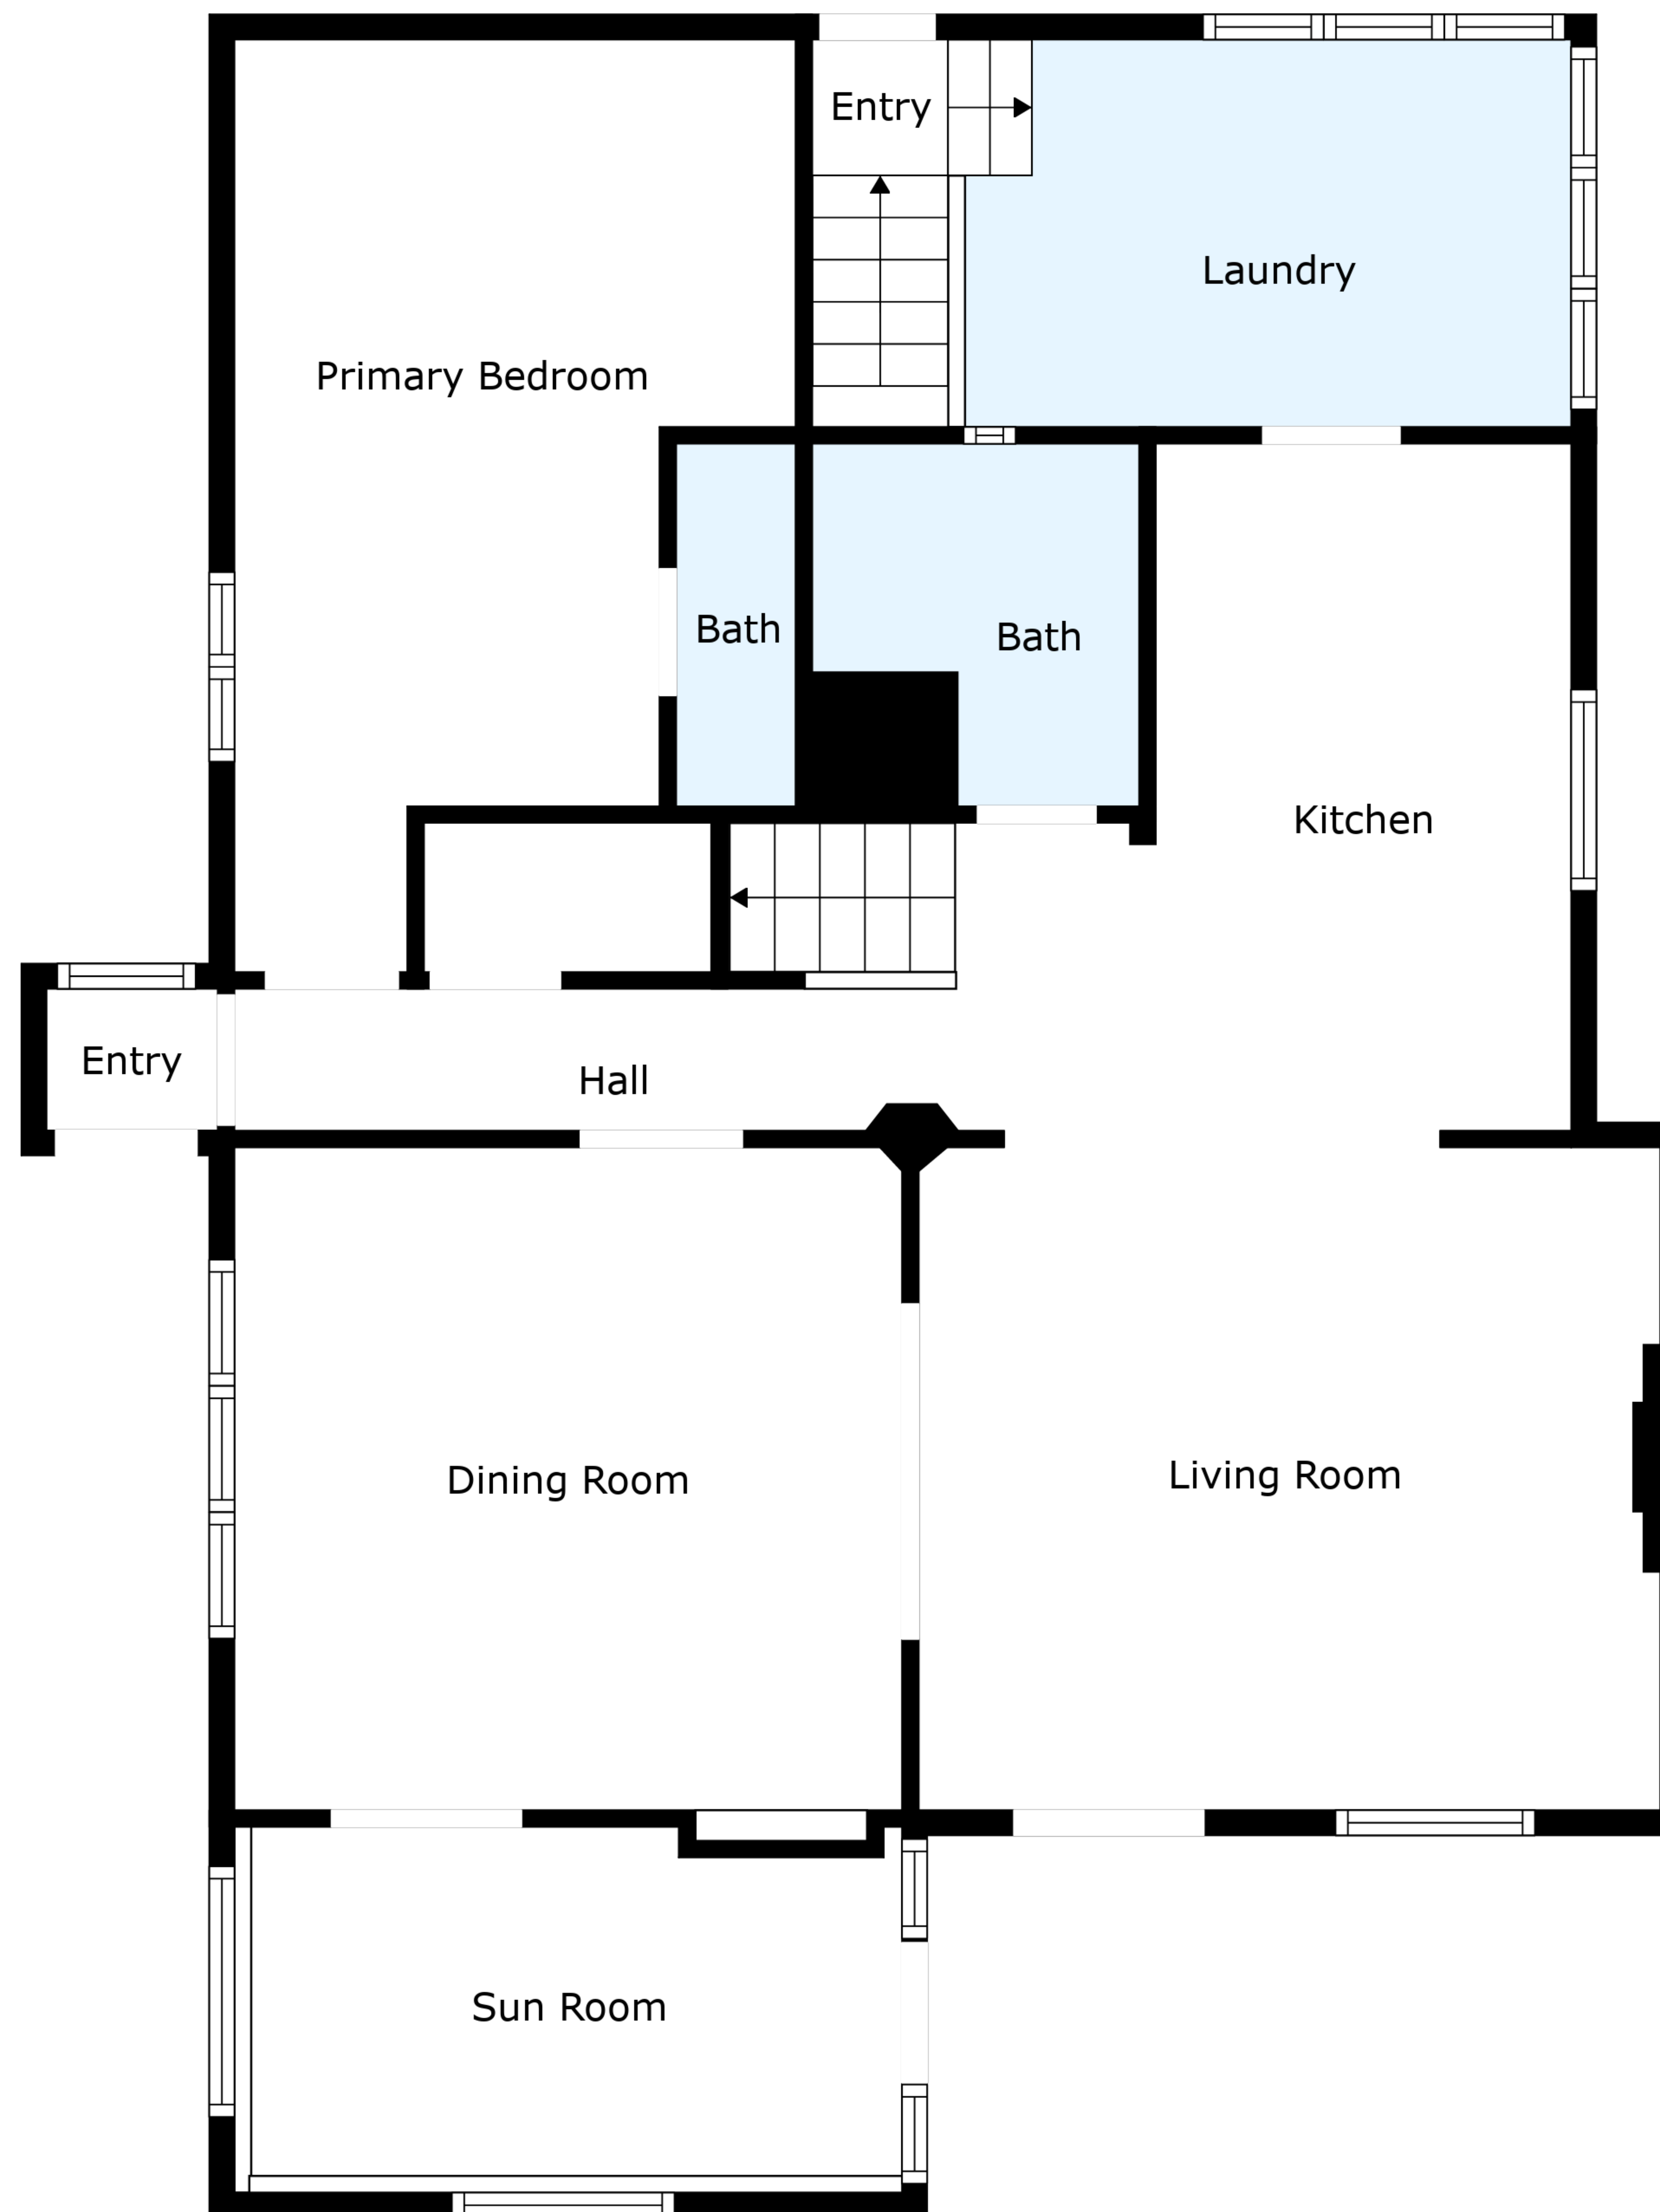 Entry
Laundry
Primary Bedroom
Bath
Bath
Kitchen
Entry
Hall
Dining Room
Living Room
Sun Room